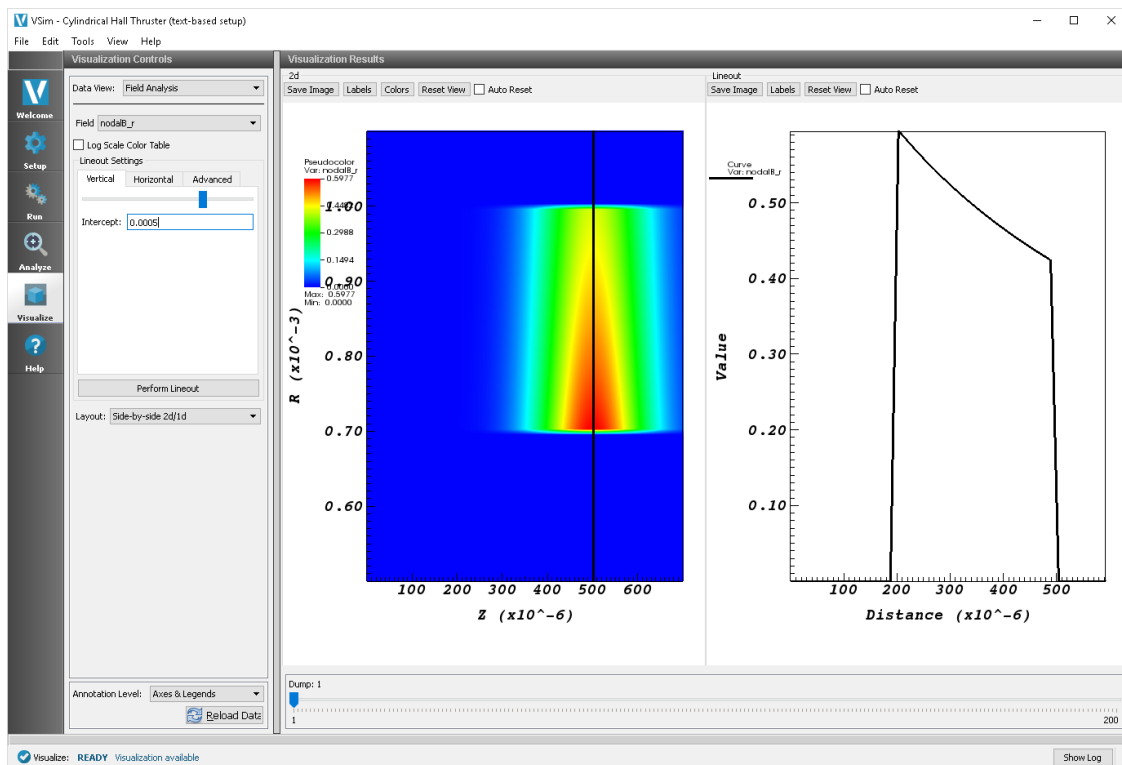 VSim - Cylindrical Hall Thruster (text-based setup)
File Edit Tools View Help
Welcome
Setup
Run
Analyze
Visualize
Help
Visualization Controls
Data View: Field Analysis
Field nodalB_r
Log Scale Color Table
Lineout Settings
Vertical Horizontal Advanced
Intercept: 0.0005
Perform Lineout
Layout: Side-by-side 2d/1d
Annotation Level: Axes & Legends
Reload Data
Visualization Results
2d
Save Image Labels Colors Reset View Auto Reset
Pseudocolor
Var: nodalB_r
0.5977
0.2988
0.1494
Max: 0.5977
Min: 0.0000
R (x10^-3)
1.00
0.90
0.80
0.70
0.60
100 200 300 400 500 600
Z (x10^-6)
Lineout
Save Image Labels Reset View Auto Reset
Curve
Var: nodalB_r
Value
0.50
0.40
0.30
0.20
0.10
100 200 300 400 500
Distance (x10^-6)
Dump: 1
1 200
Visualize: READY Visualization available
Show Log